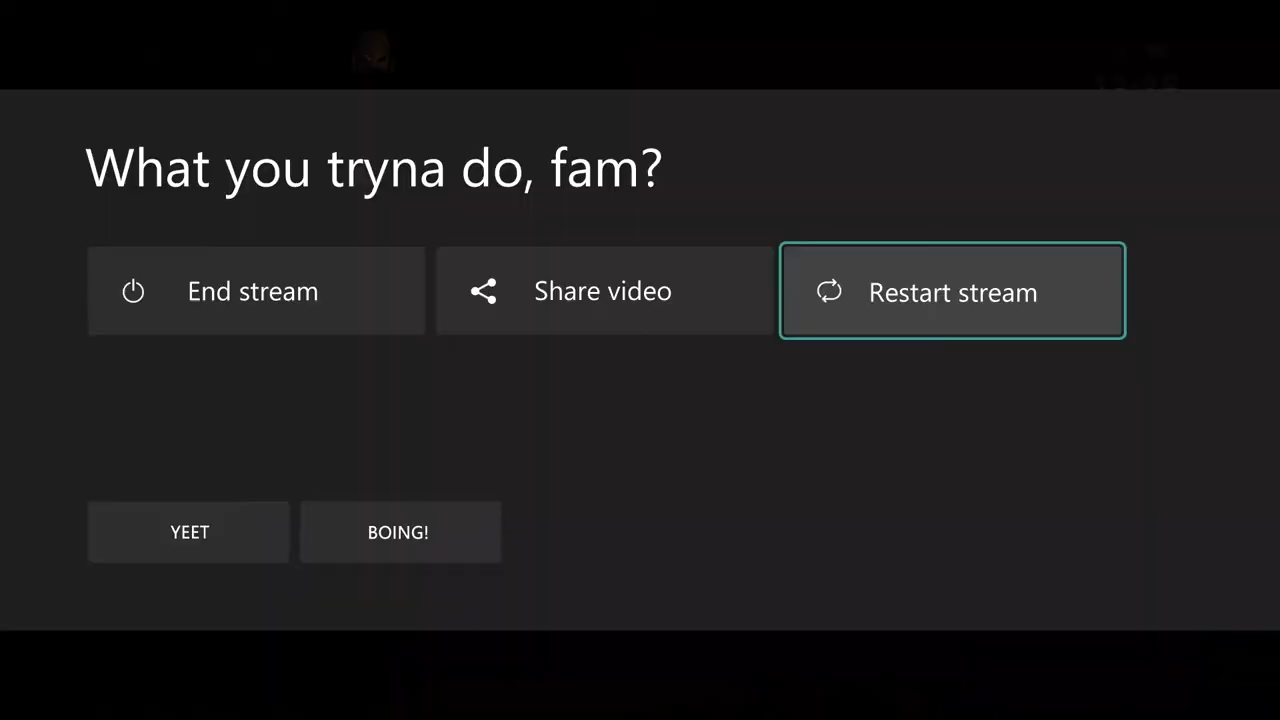 What you tryna do, fam?
End stream
Share video
Restart stream
YEET
BOING!